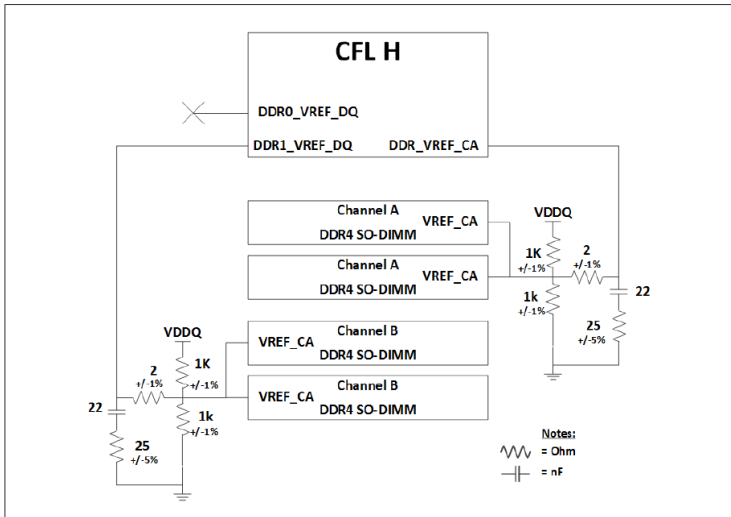 CFL H
DDR0_VREF_DQ
DDR1_VREF_DQ
DDR_VREF_CA
Channel A
VREF_CA
DDR4 SO-DIMM
Channel A
VREF_CA
DDR4 SO-DIMM
VDDQ
1K
+/-1%
2
+/-1%
1k
+/-1%
22
25
+/-5%
Channel B
VREF_CA
DDR4 SO-DIMM
Channel B
VREF_CA
DDR4 SO-DIMM
VDDQ
2
+/-1%
1K
+/-1%
22
1k
+/-1%
25
+/-5%
Notes:
= Ohm
= nF